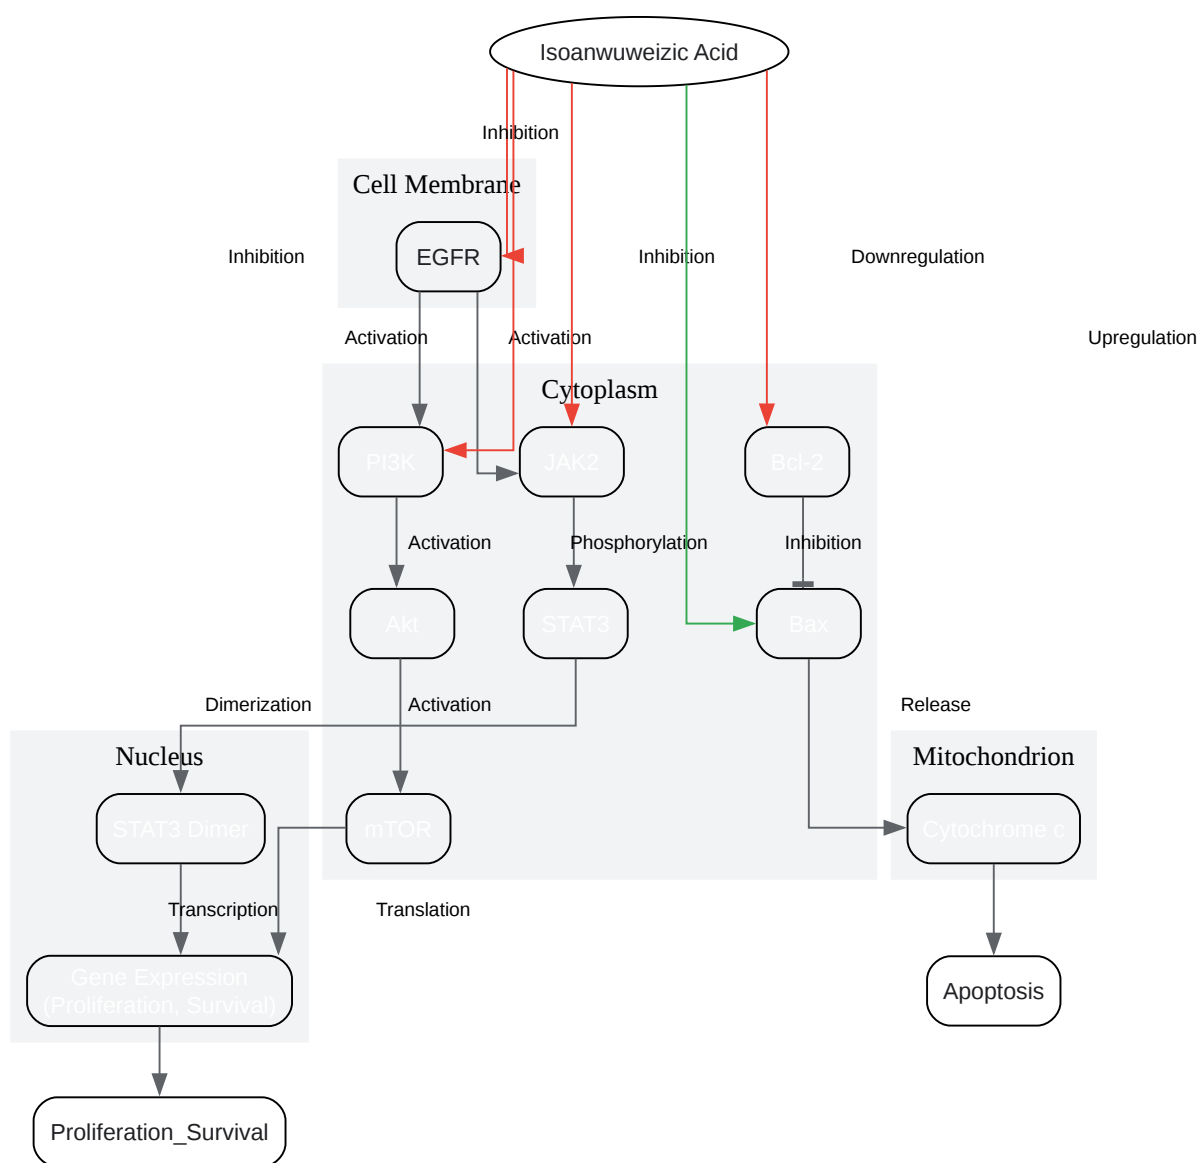 Isoanwuweizic Acid
Inhibition
Cell Membrane
EGFR
Inhibition
Inhibition
Downregulation
Activation
Activation
Upregulation
Cytoplasm
PI3K
JAK2
Bcl-2
Activation
Phosphorylation
Inhibition
Akt
STAT3
Bax
Dimerization
Activation
Release
Nucleus
Mitochondrion
STAT3 Dimer
mTOR
Cytochrome c
Transcription
Translation
Gene Expression
(Proliferation, Survival)
Apoptosis
Proliferation_Survival